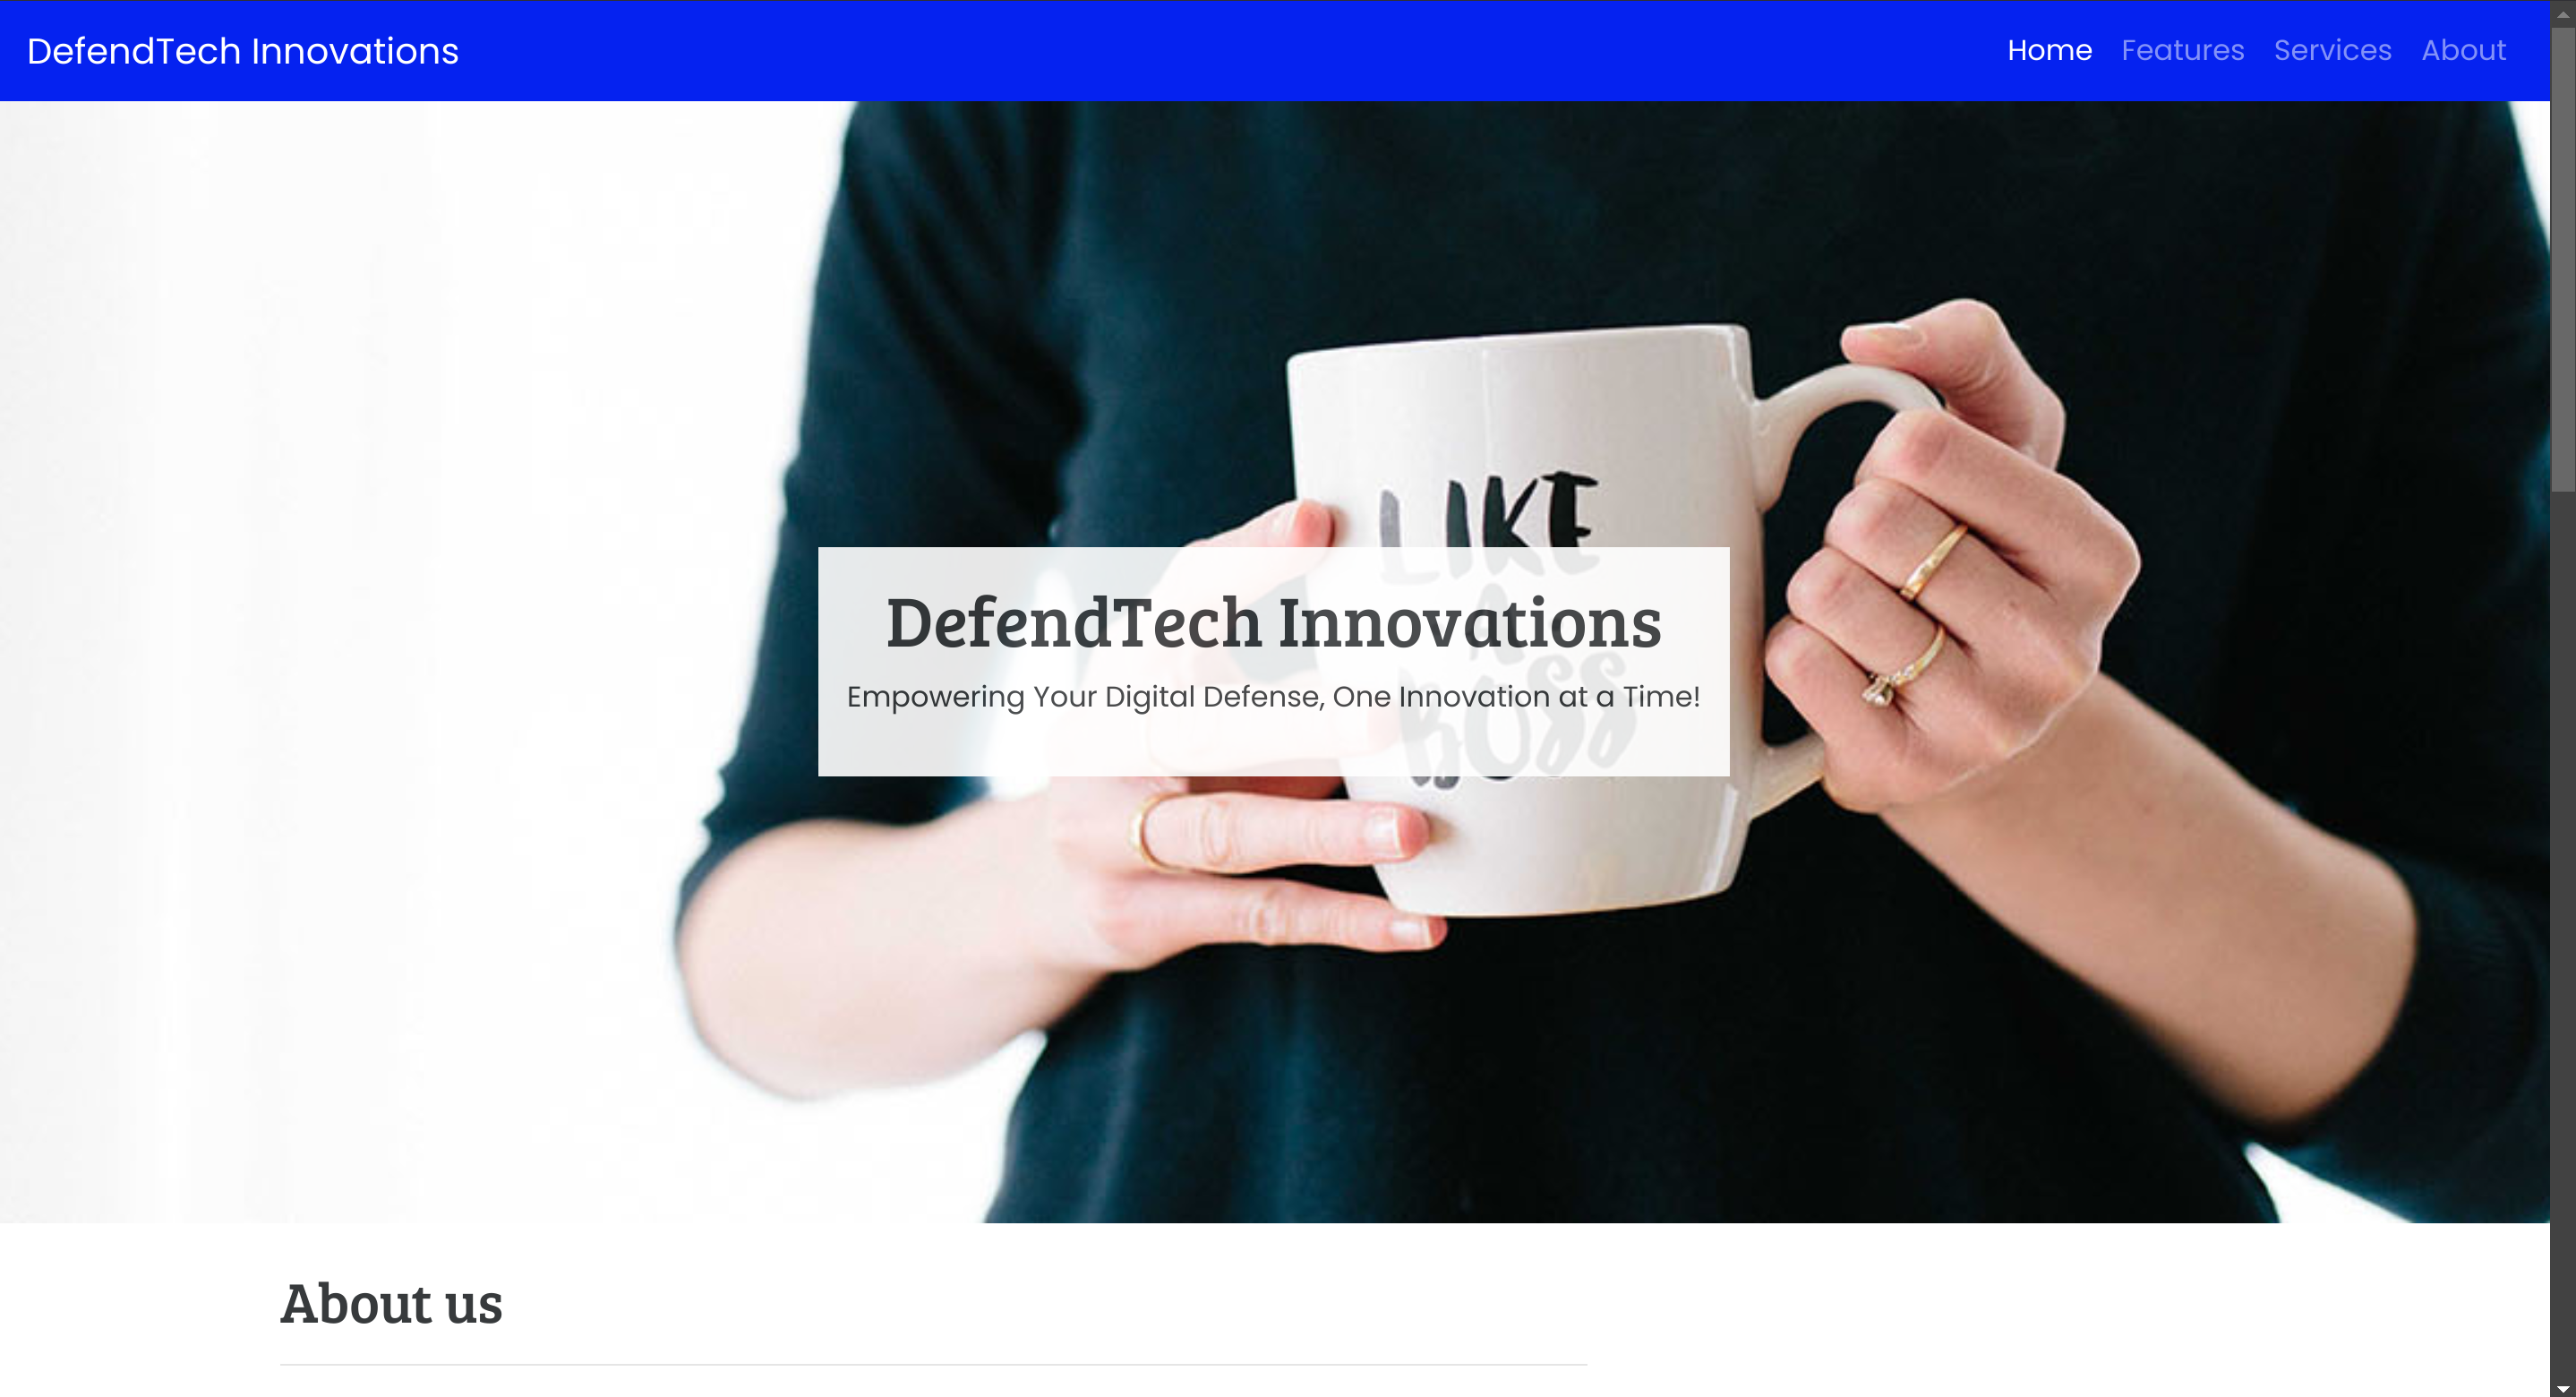 DefendTech Innovations
Home Features Services About
LIKE
A
BOSS
DefendTech Innovations
Empowering Your Digital Defense, One Innovation at a Time!
About us